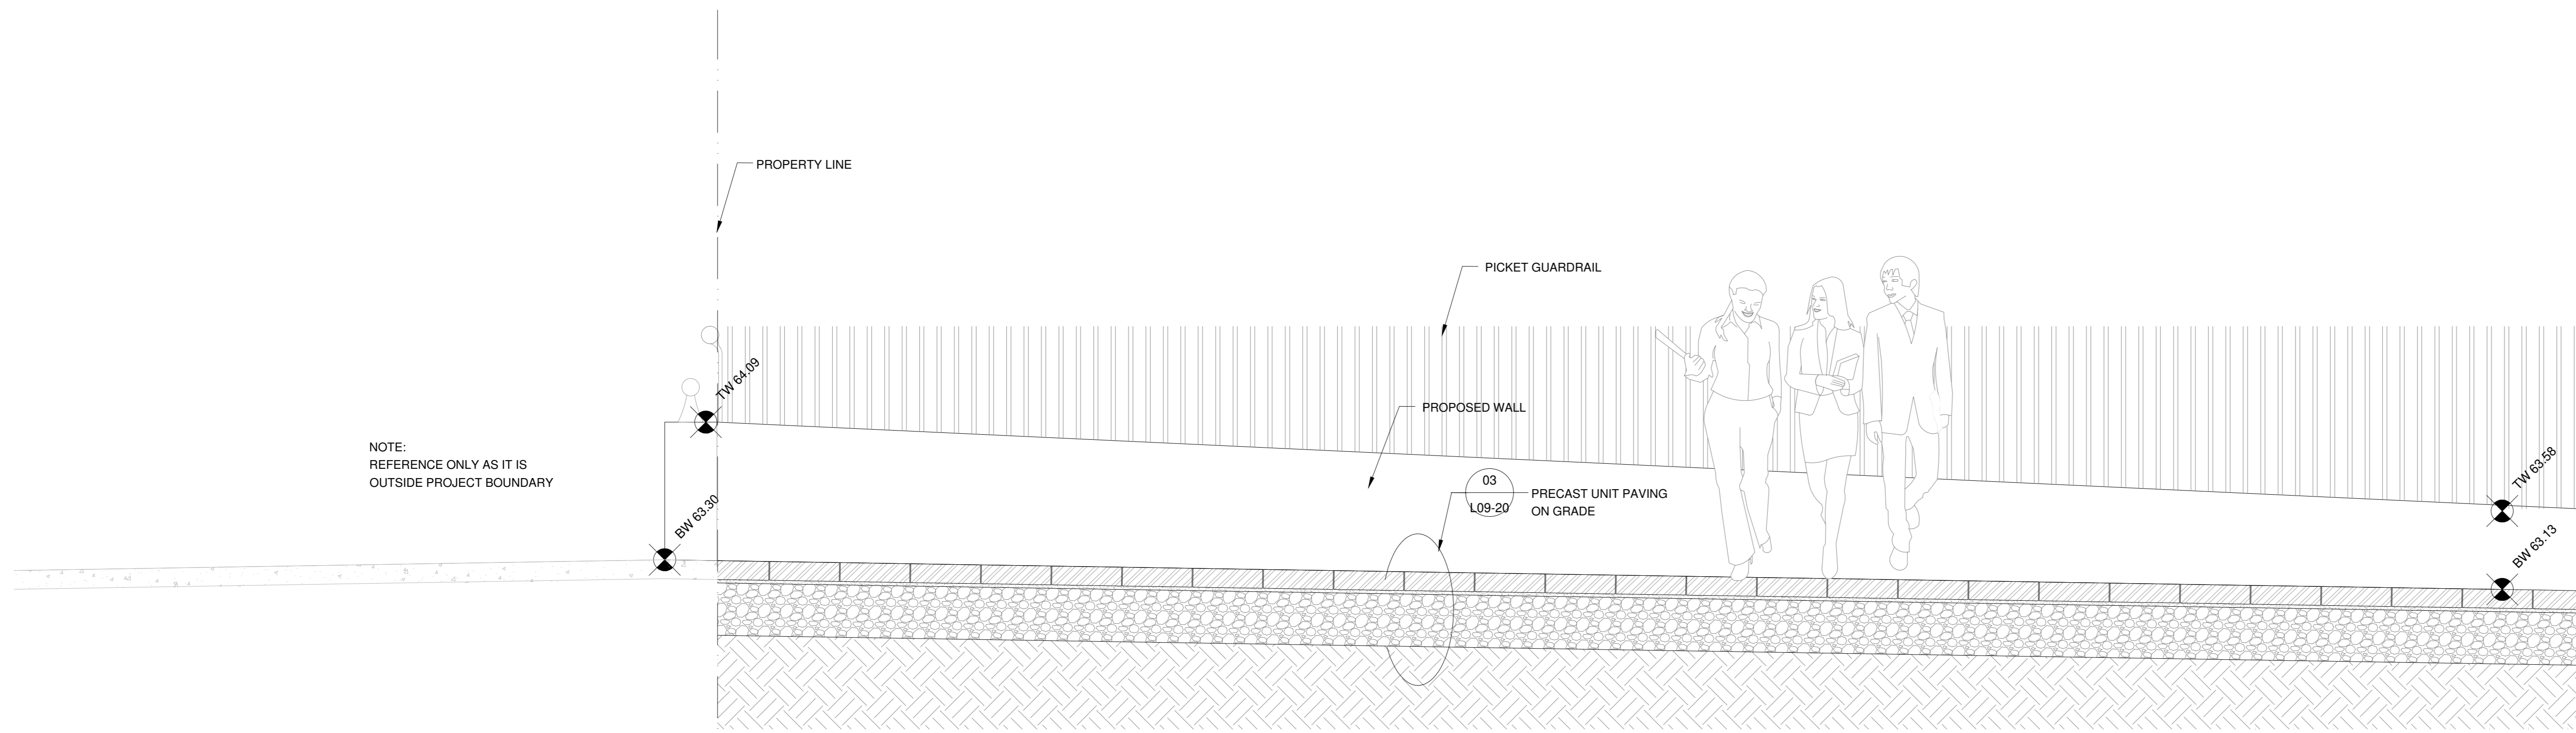 PROPERTY LINE
PICKET GUARDRAIL
TW 64.09
PROPOSED WALL
NOTE:
REFERENCE ONLY AS IT IS
OUTSIDE PROJECT BOUNDARY
TW 63.58
03
L09-20
PRECAST UNIT PAVING
ON GRADE
BW 63.30
BW 63.13